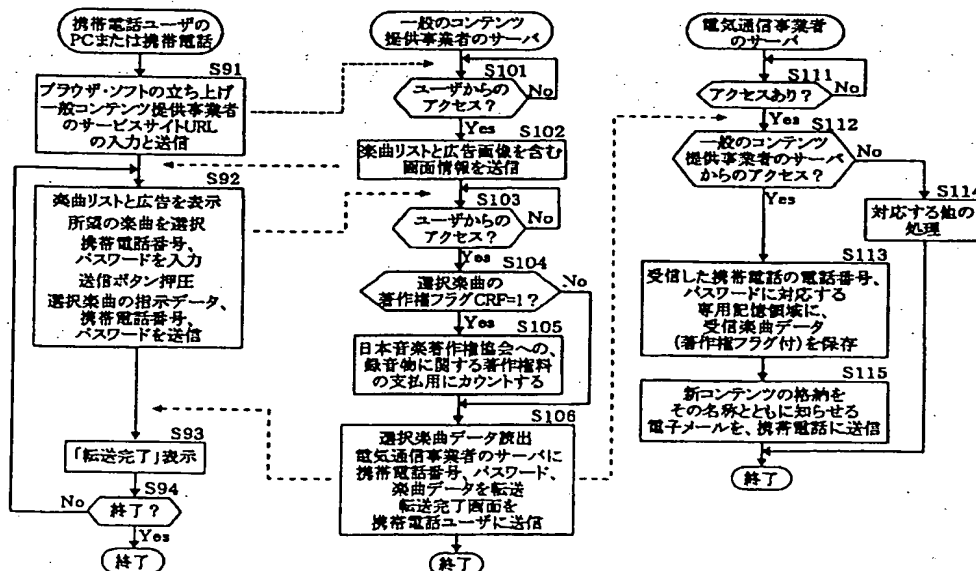 携帯電話ユーザの
PCまたは携帯電話
S91
ブラウザ・ソフトの立ち上げ
一般コンテンツ提供事業者
のサービスサイトURL
の入力と送信
S92
楽曲リストと広告を表示
所望の楽曲を選択
携帯電話番号、
パスワードを入力
送信ボタン押圧
選択楽曲の指示データ、
携帯電話番号、
パスワードを送信
S93
「転送完了」表示
S94
終了?
No
Yes
終了
一般のコンテンツ
提供事業者のサーバ
S101
ユーザからの
アクセス?
No
Yes
S102
楽曲リストと広告画像を含む
画面情報を送信
S103
ユーザからの
アクセス?
No
Yes
S104
選択楽曲の
著作権フラグCRF=1?
No
Yes
S105
日本音楽著作権協会への、
録音物に関する著作権料
の支払用にカウントする
S106
選択楽曲データ読出
電気通信事業者のサーバに
携帯電話番号、パスワード、
楽曲データを転送
転送完了画面を
携帯電話ユーザに送信
終了
電気通信事業者
のサーバ
S111
アクセスあり?
No
Yes
S112
一般のコンテンツ
提供事業者のサーバ
からのアクセス?
No
Yes
S114
対応する他の
処理
S113
受信した携帯電話の電話番号、
パスワードに対応する
専用記憶領域に、
受信楽曲データ
(著作権フラグ付)を保存
S115
新コンテンツの格納を
その名称とともに知らせる
電子メールを、携帯電話に送信
終了